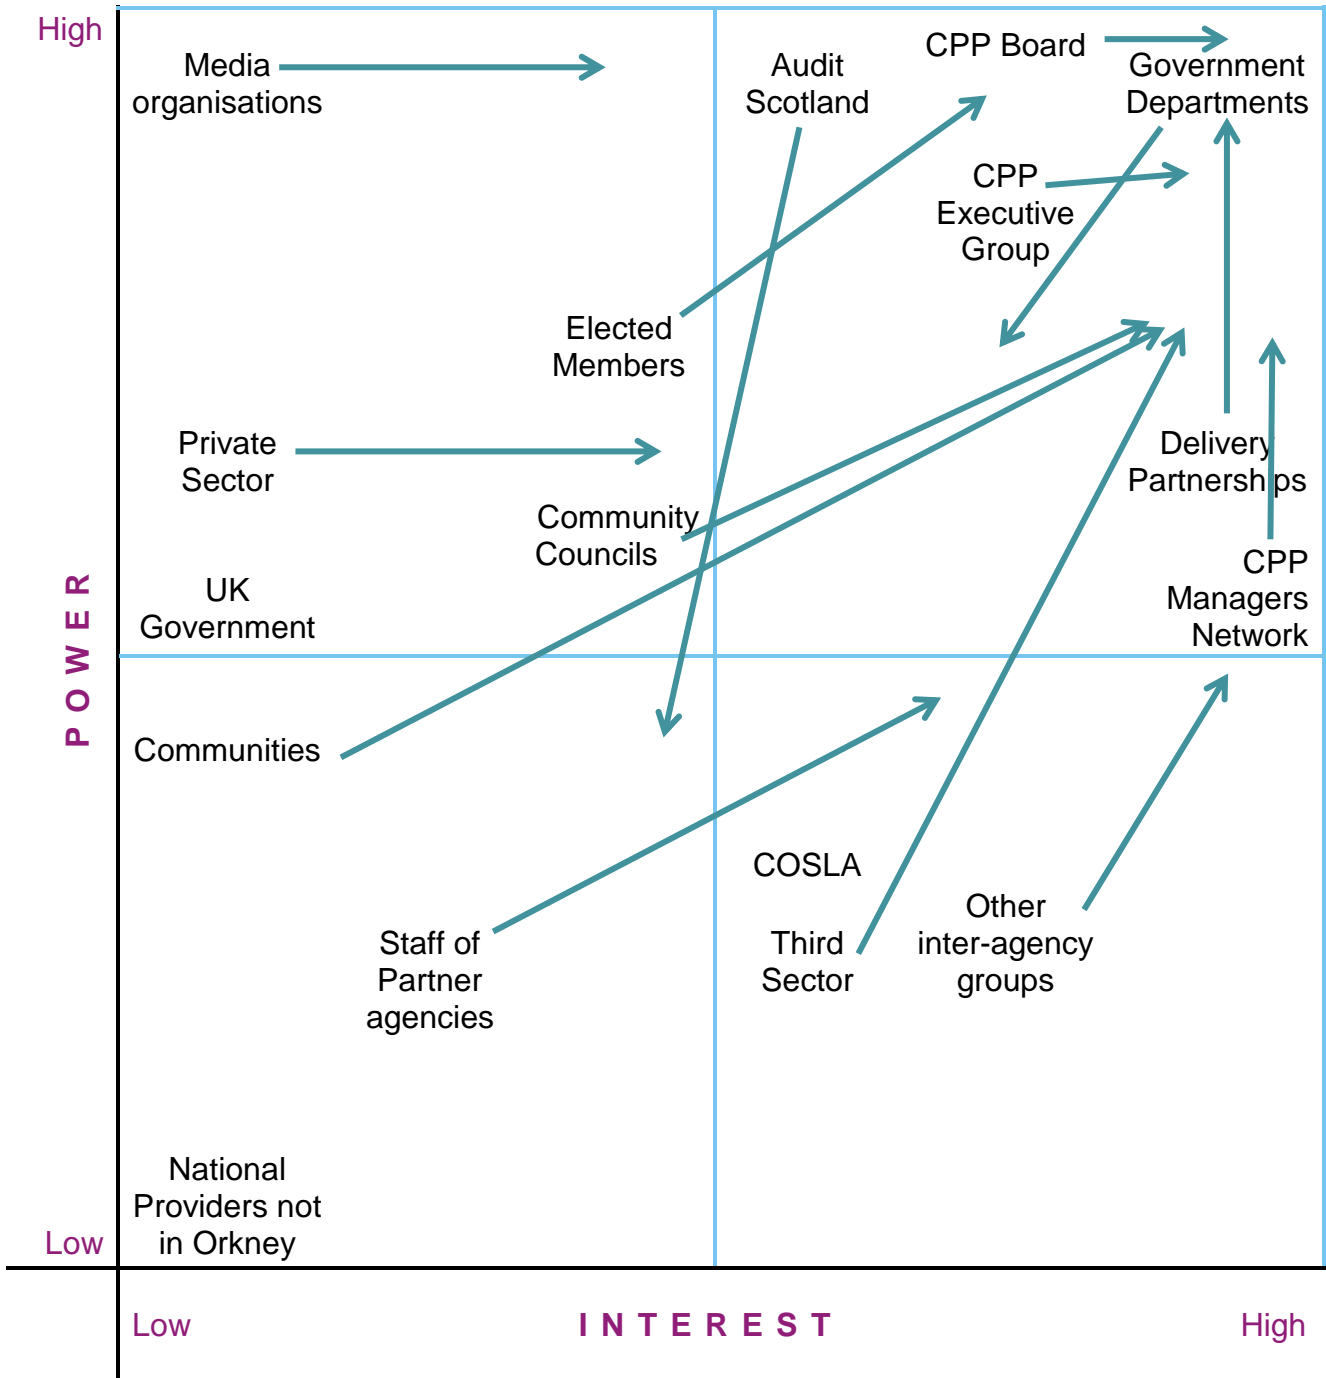 High
Media
organisations
Audit
Scotland
CPP Board
Government
Departments
CPP
Executive
Group
Elected
Members
Private
Sector
Delivery
Partnerships
Community
Councils
UK
Government
CPP
Managers
Network
POWER
Communities
COSLA
Other
inter-agency
groups
Staff of
Partner
agencies
Third
Sector
National
Providers not
in Orkney
Low
Low
INTEREST
High